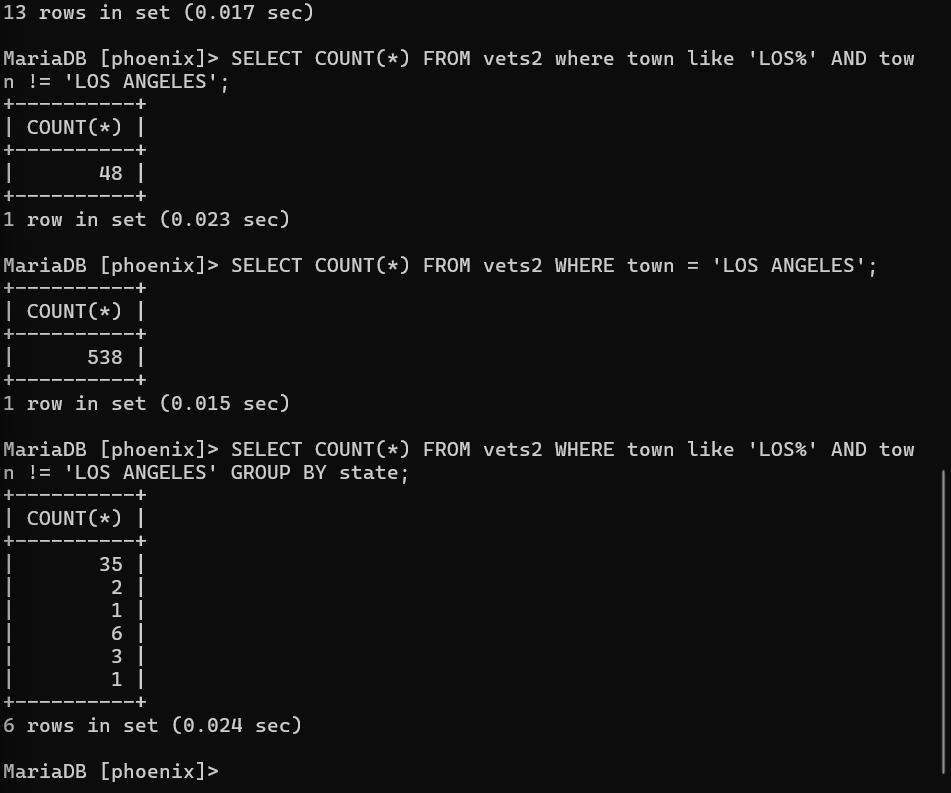 13 rows in set (0.017 sec)

MariaDB [phoenix]> SELECT COUNT(*) FROM vets2 where town like 'LOS%' AND tow
n != 'LOS ANGELES';
+----------+
| COUNT(*) |
+----------+
|       48 |
+----------+
1 row in set (0.023 sec)

MariaDB [phoenix]> SELECT COUNT(*) FROM vets2 WHERE town = 'LOS ANGELES';
+----------+
| COUNT(*) |
+----------+
|      538 |
+----------+
1 row in set (0.015 sec)

MariaDB [phoenix]> SELECT COUNT(*) FROM vets2 WHERE town like 'LOS%' AND tow
n != 'LOS ANGELES' GROUP BY state;
+----------+
| COUNT(*) |
+----------+
|       35 |
|        2 |
|        1 |
|        6 |
|        3 |
|        1 |
+----------+
6 rows in set (0.024 sec)

MariaDB [phoenix]>